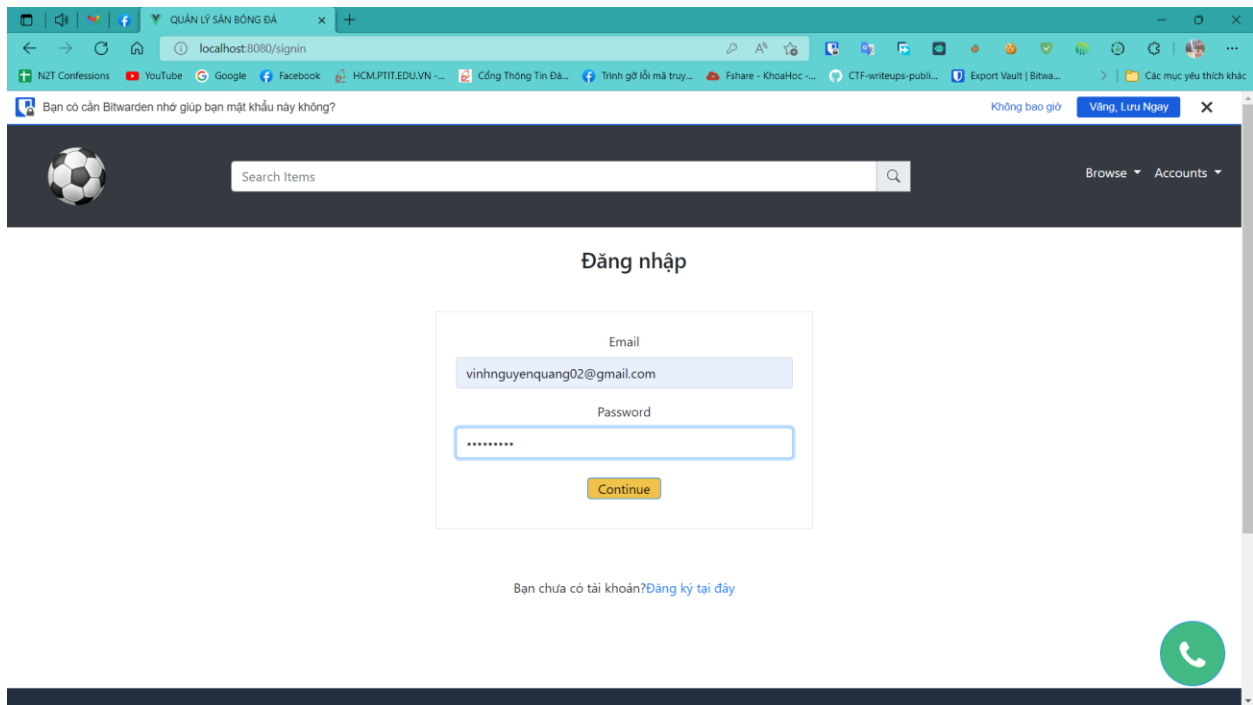 QUẢN LÝ SÂN BÓNG ĐÁ
localhost:8080/signin
N2T Confessions YouTube Google Facebook HCM.PTIT.EDU.VN -... Cổng Thông Tin Đà... Trình gỡ lỗi mã truy... Fshare - KhoaHoc -... CTF-writeups-publi... Export Vault | Bitwa... Các mục yêu thích khác
Bạn có cần Bitwarden nhớ giúp bạn mật khẩu này không? Không bao giờ Vâng, Lưu Ngay
Search Items Browse Accounts
Đăng nhập
Email
vinhnguyenquang02@gmail.com
Password
Continue
Bạn chưa có tài khoản?Đăng ký tại đây